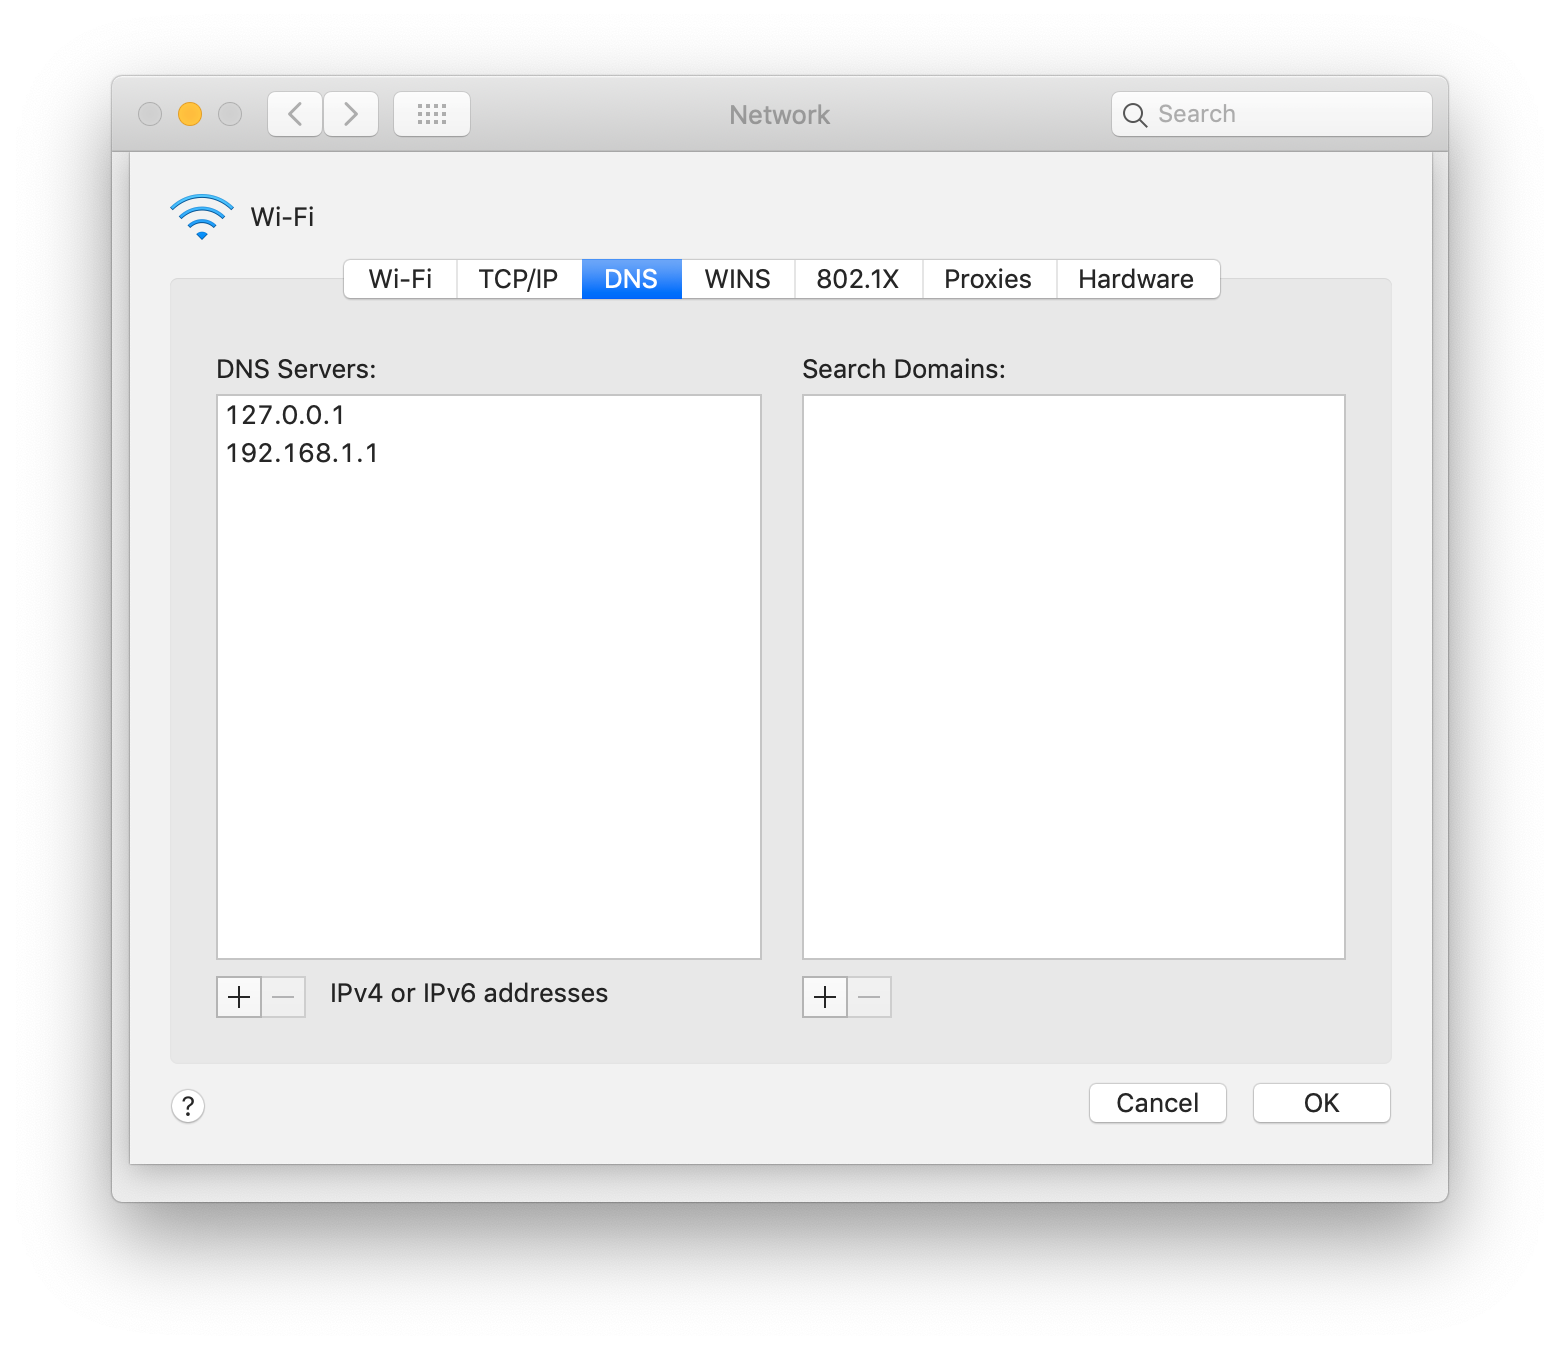 Network
Search
Wi-Fi
Wi-Fi TCP/IP DNS WINS 802.1X Proxies Hardware
DNS Servers:
127.0.0.1
192.168.1.1
Search Domains:
IPv4 or IPv6 addresses
?
Cancel
OK